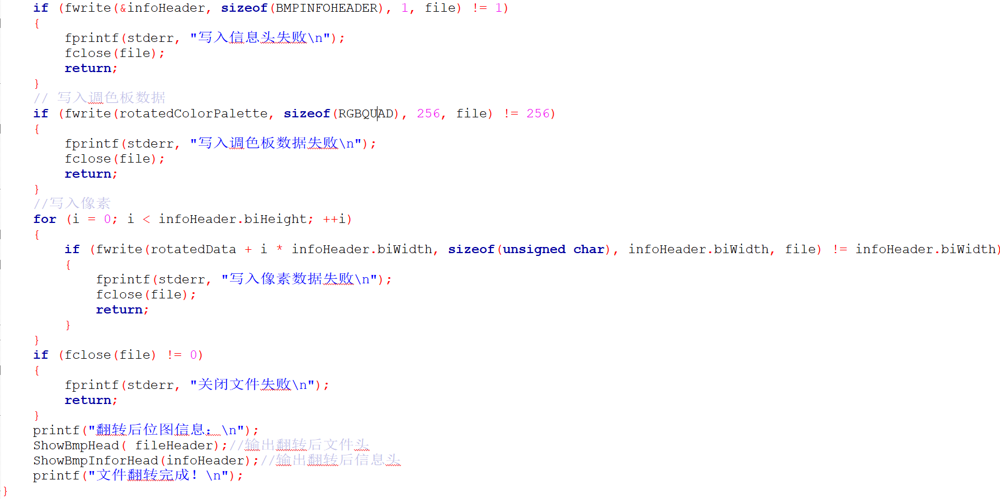 if (fwrite(&infoHeader, sizeof(BMPINFOHEADER), 1, file) != 1)
{
fprintf(stderr, "写入信息头失败\n");
fclose(file);
return;
}
// 写入调色板数据
if (fwrite(rotatedColorPalette, sizeof(RGBQUAD), 256, file) != 256)
{
fprintf(stderr, "写入调色板数据失败\n");
fclose(file);
return;
}
//写入像素
for (i = 0; i < infoHeader.biHeight; ++i)
{
if (fwrite(rotatedData + i * infoHeader.biWidth, sizeof(unsigned char), infoHeader.biWidth, file) != infoHeader.biWidth)
{
fprintf(stderr, "写入像素数据失败\n");
fclose(file);
return;
}
}
if (fclose(file) != 0)
{
fprintf(stderr, "关闭文件失败\n");
return;
}
printf("翻转后位图信息：\n");
ShowBmpHead( fileHeader);//输出翻转后文件头
ShowBmpInforHead(infoHeader);//输出翻转后信息头
printf("文件翻转完成！\n");
}